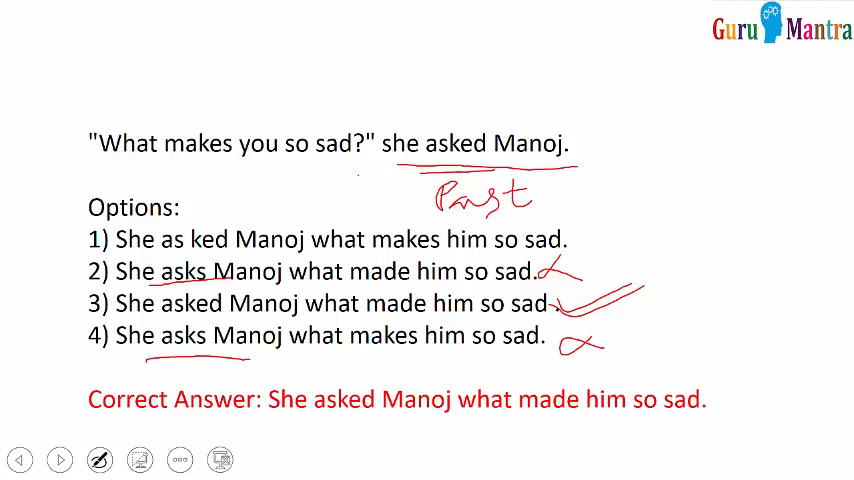 Guru Mantra
"What makes you so sad?" she asked Manoj.
Past
Options:
1) She as ked Manoj what makes him so sad.
2) She asks Manoj what made him so sad.
3) She asked Manoj what made him so sad.
4) She asks Manoj what makes him so sad.
Correct Answer: She asked Manoj what made him so sad.